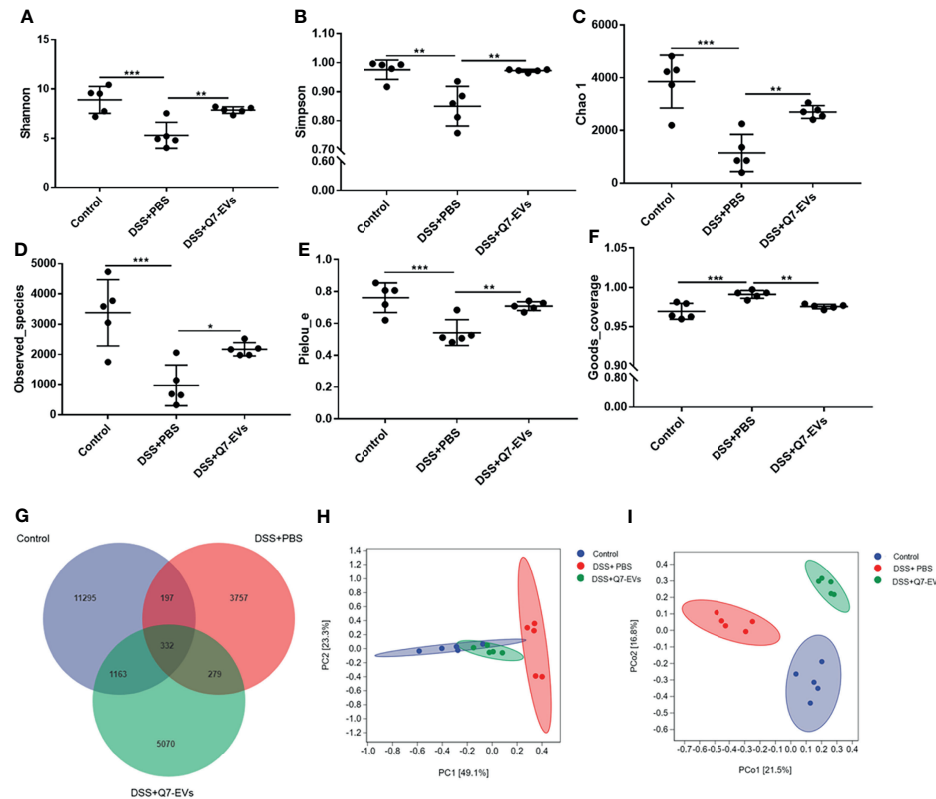 A
Shannon
15
10
5
0
***
**
Control
DSS+PBS
DSS+Q7-EVs
B
Simpson
1.10
1.00
0.90
0.80
0.70
0.60
0.00
**
**
Control
DSS+PBS
DSS+Q7-EVs
C
Chao 1
6000
4000
2000
0
***
**
Control
DSS+PBS
DSS+Q7-EVs
D
Observed_species
5000
4000
3000
2000
1000
0
***
*
Control
DSS+PBS
DSS+Q7-EVs
E
Pielou_e
1.0
0.8
0.6
0.4
0.2
0.0
***
**
Control
DSS+PBS
DSS+Q7-EVs
F
Goods_coverage
1.05
1.00
0.95
0.90
0.80
0.00
***
**
Control
DSS+PBS
DSS+Q7-EVs
G
Control
DSS+PBS
11295
197
3757
332
1163
279
5070
DSS+Q7-EVs
H
PC2 [23.3%]
1.4
1.2
1.0
0.8
0.6
0.4
0.2
0.0
-0.2
-0.4
-0.6
-0.8
-1.0
-1.2
-1.0 -0.8 -0.6 -0.4 -0.2 0.0 0.2 0.4
PC1 [49.1%]
Control
DSS+ PBS
DSS+Q7-EVs
I
PCo2 [16.8%]
0.4
0.3
0.2
0.1
0.0
-0.1
-0.2
-0.3
-0.4
-0.5
-0.6
-0.7 -0.6 -0.5 -0.4 -0.3 -0.2 -0.1 0.0 0.1 0.2 0.3 0.4
PCo1 [21.5%]
Control
DSS+ PBS
DSS+Q7-EV